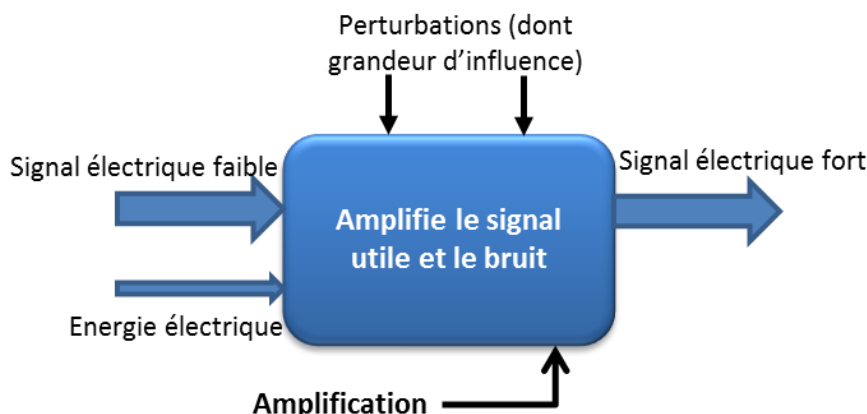 Perturbations (dont
grandeur d’influence)
Signal électrique faible
Signal électrique fort
Amplifie le signal
utile et le bruit
Energie électrique
Amplification